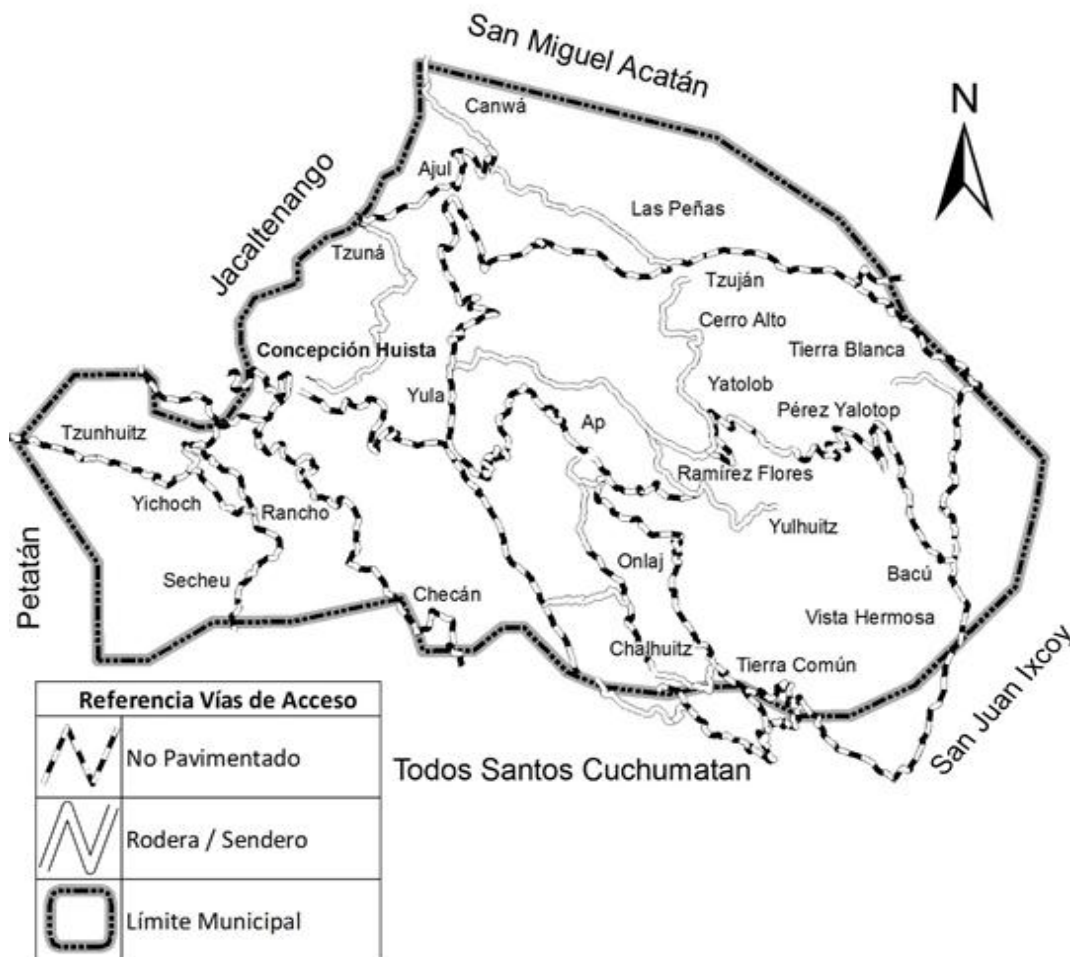 San Miguel Acatán
N
Canwá
Ajul
Las Peñas
Jacaltenango
Tzuná
Tzuján
Cerro Alto
Concepción Huista
Tierra Blanca
Yula
Yatolob
Pérez Yalotop
Tzunhuitz
Ap
Ramírez Flores
Yichoch
Rancho
Yulhuitz
Petatán
Onlaj
Secheu
Bacú
Checán
Vista Hermosa
Chalhuitz
Tierra Común
San Juan Ixcoy
Todos Santos Cuchumatan
Referencia Vías de Acceso
No Pavimentado
Rodera / Sendero
Límite Municipal